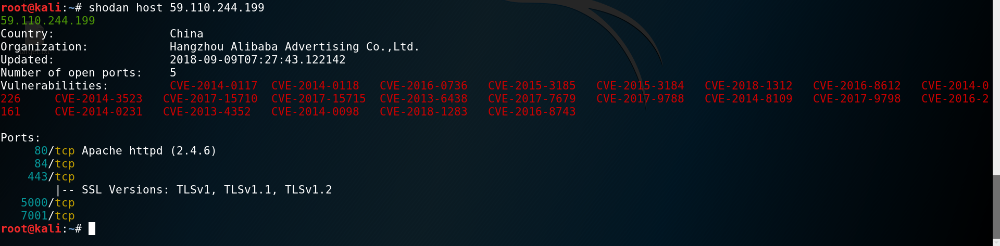 root@kali:~# shodan host 59.110.244.199
59.110.244.199
Country:                 China
Organization:            Hangzhou Alibaba Advertising Co.,Ltd.
Updated:                 2018-09-09T07:27:43.122142
Number of open ports:    5
Vulnerabilities:         CVE-2014-0117  CVE-2014-0118   CVE-2016-0736   CVE-2015-3185   CVE-2015-3184   CVE-2018-1312   CVE-2016-8612   CVE-2014-0
226     CVE-2014-3523   CVE-2017-15710  CVE-2017-15715  CVE-2013-6438   CVE-2017-7679   CVE-2017-9788   CVE-2014-8109   CVE-2017-9798   CVE-2016-2
161     CVE-2014-0231   CVE-2013-4352   CVE-2014-0098   CVE-2018-1283   CVE-2016-8743
Ports:
     80/tcp Apache httpd (2.4.6)
     84/tcp
    443/tcp
        |-- SSL Versions: TLSv1, TLSv1.1, TLSv1.2
   5000/tcp
   7001/tcp
root@kali:~#
target.txt